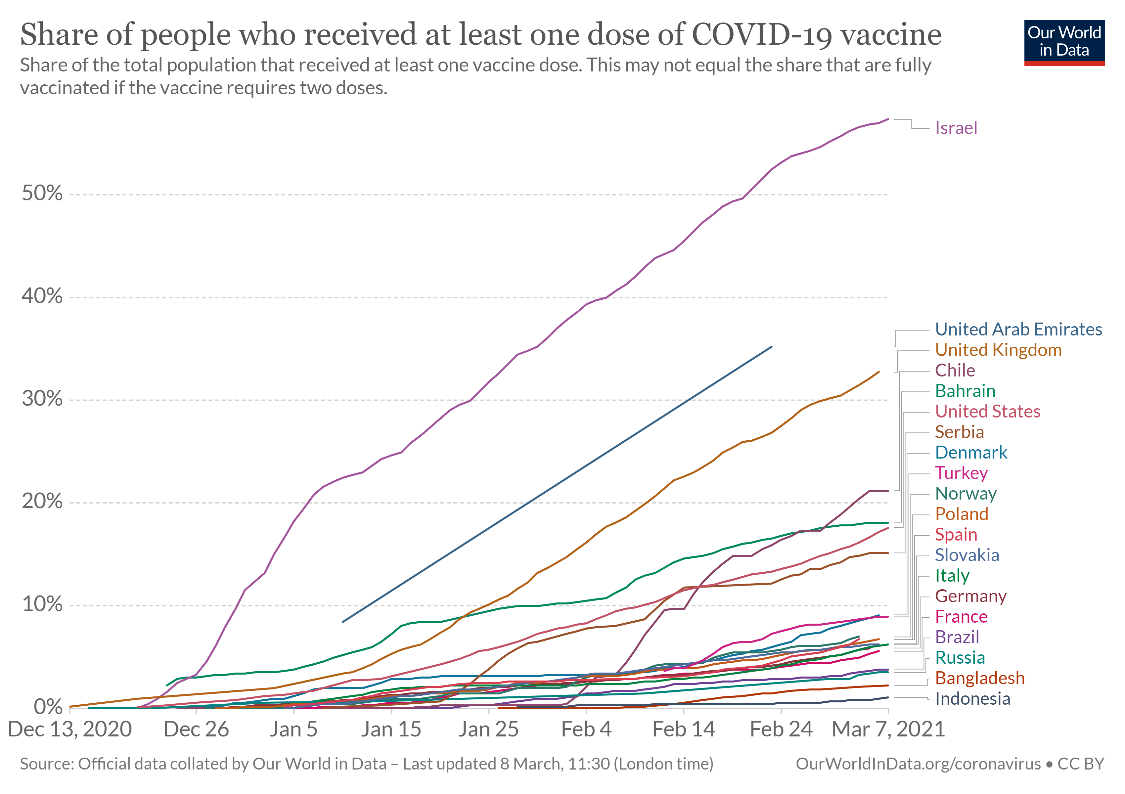 Share of people who received at least one dose of COVID-19 vaccine
Share of the total population that received at least one vaccine dose. This may not equal the share that are fully
vaccinated if the vaccine requires two doses.
Our World
in Data
50%
40%
30%
20%
10%
0%
Dec 13, 2020
Dec 26
Jan 5
Jan 15
Jan 25
Feb 4
Feb 14
Feb 24
Mar 7, 2021
Israel
United Arab Emirates
United Kingdom
Chile
Bahrain
United States
Serbia
Denmark
Turkey
Norway
Poland
Spain
Slovakia
Italy
Germany
France
Brazil
Russia
Bangladesh
Indonesia
Source: Official data collated by Our World in Data – Last updated 8 March, 11:30 (London time)
OurWorldInData.org/coronavirus • CC BY